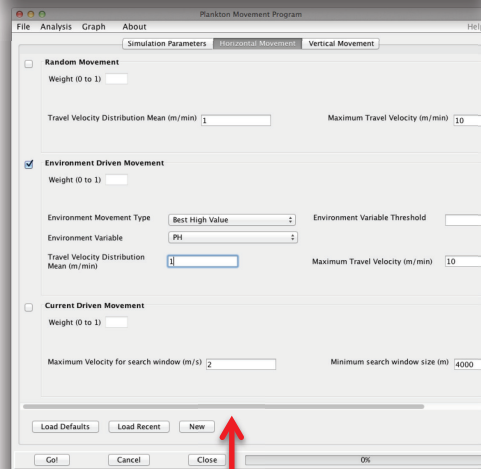 Plankton Movement Program
File Analysis Graph About Help
Simulation Parameters Horizontal Movement Vertical Movement
Random Movement
Weight (0 to 1)
Travel Velocity Distribution Mean (m/min) 1 Maximum Travel Velocity (m/min) 10
Environment Driven Movement
Weight (0 to 1)
Environment Movement Type Best High Value Environment Variable Threshold
Environment Variable PH
Travel Velocity Distribution
Mean (m/min) 1 Maximum Travel Velocity (m/min) 10
Current Driven Movement
Weight (0 to 1)
Maximum Velocity for search window (m/s) 2 Minimum search window size (m) 4000
Load Defaults Load Recent New
Go! Cancel Close 0%